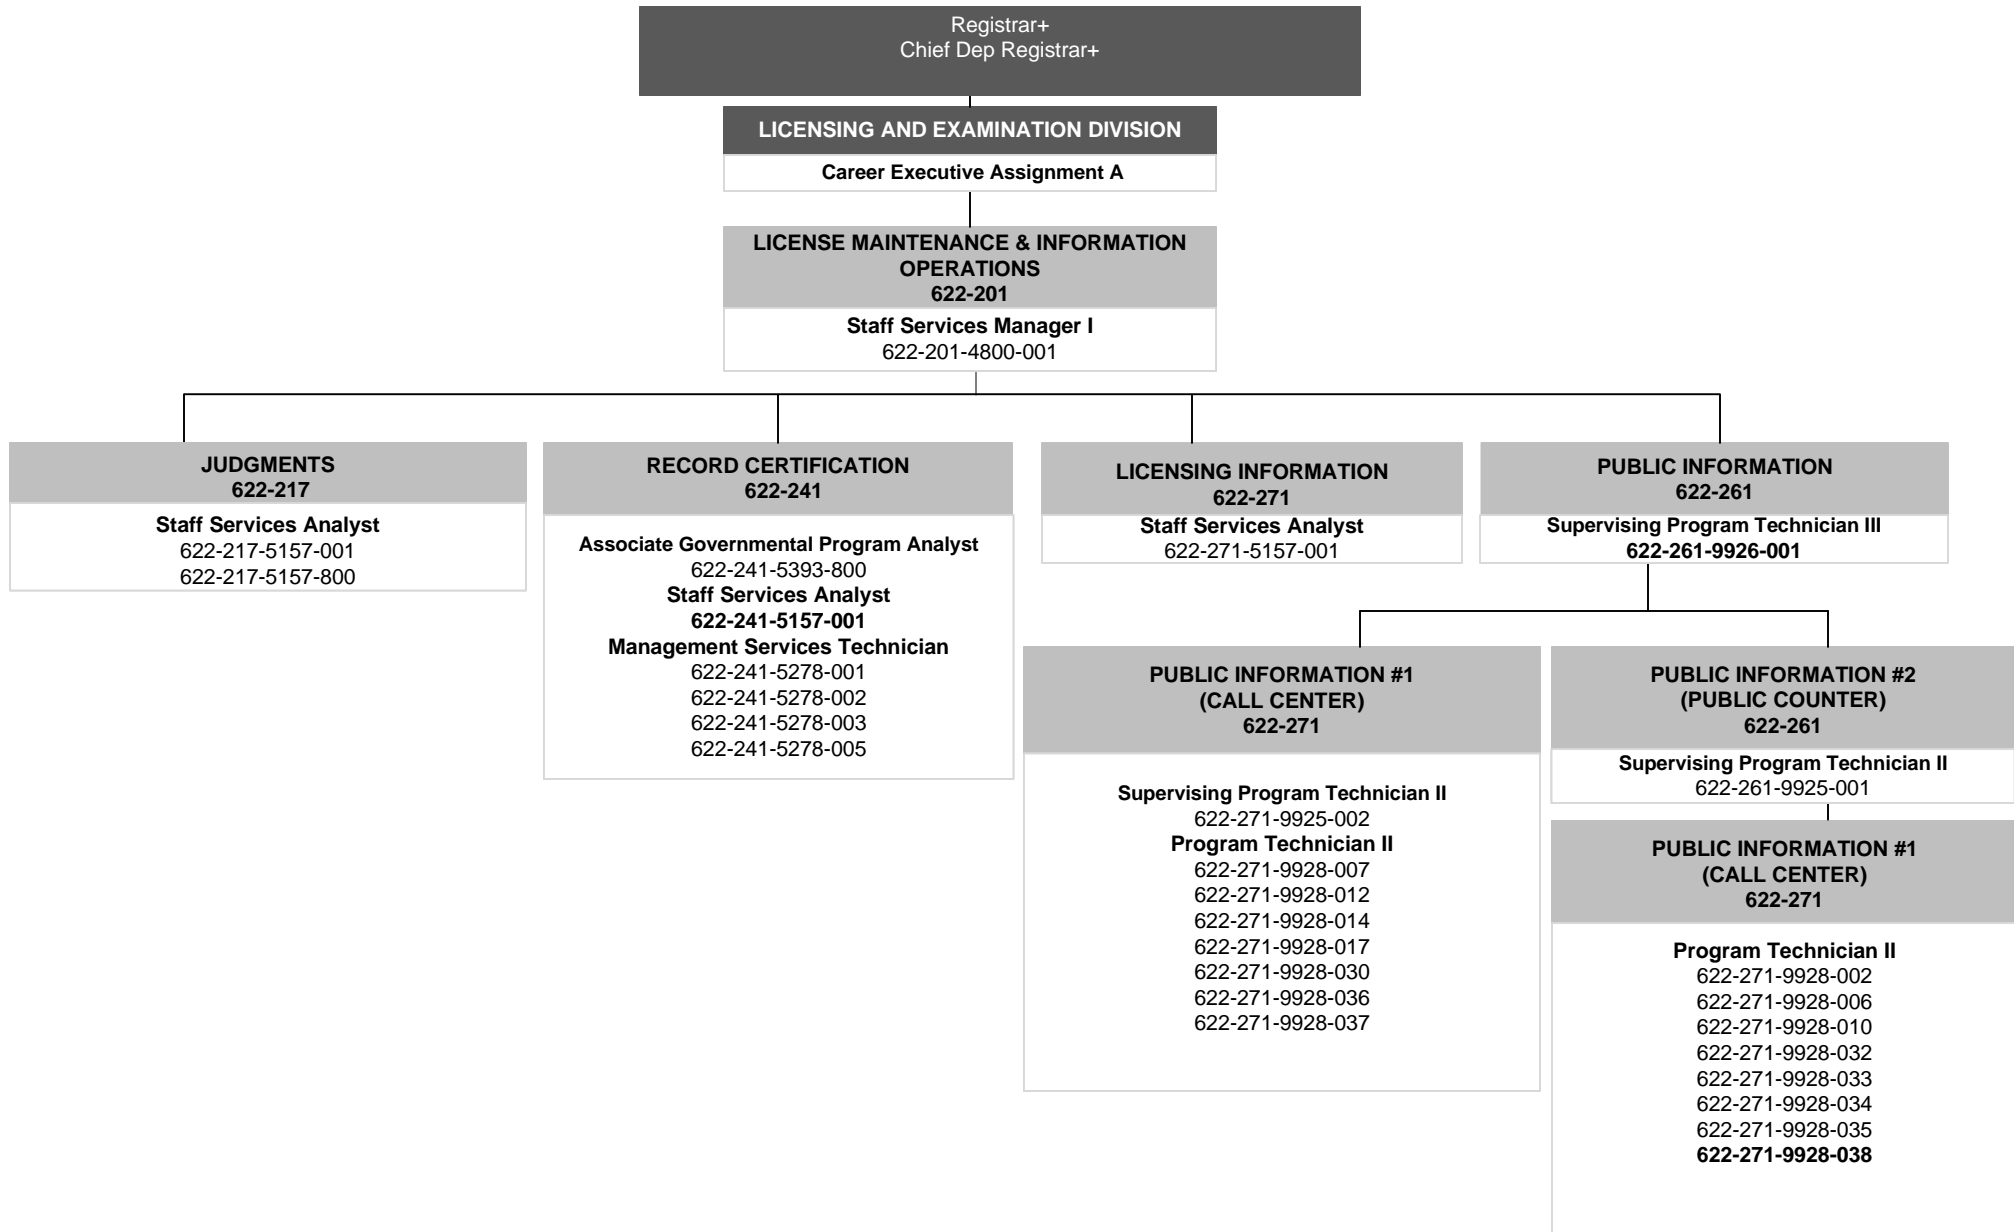 Registrar+
Chief Dep Registrar+
LICENSING AND EXAMINATION DIVISION
Career Executive Assignment A
LICENSE MAINTENANCE & INFORMATION
OPERATIONS
622-201
Staff Services Manager I
622-201-4800-001
JUDGMENTS
622-217
Staff Services Analyst
622-217-5157-001
622-217-5157-800
RECORD CERTIFICATION
622-241
Associate Governmental Program Analyst
622-241-5393-800
Staff Services Analyst
622-241-5157-001
Management Services Technician
622-241-5278-001
622-241-5278-002
622-241-5278-003
622-241-5278-005
LICENSING INFORMATION
622-271
Staff Services Analyst
622-271-5157-001
PUBLIC INFORMATION
622-261
Supervising Program Technician III
622-261-9926-001
PUBLIC INFORMATION #1
(CALL CENTER)
622-271
Supervising Program Technician II
622-271-9925-002
Program Technician II
622-271-9928-007
622-271-9928-012
622-271-9928-014
622-271-9928-017
622-271-9928-030
622-271-9928-036
622-271-9928-037
PUBLIC INFORMATION #2
(PUBLIC COUNTER)
622-261
Supervising Program Technician II
622-261-9925-001
PUBLIC INFORMATION #1
(CALL CENTER)
622-271
Program Technician II
622-271-9928-002
622-271-9928-006
622-271-9928-010
622-271-9928-032
622-271-9928-033
622-271-9928-034
622-271-9928-035
622-271-9928-038